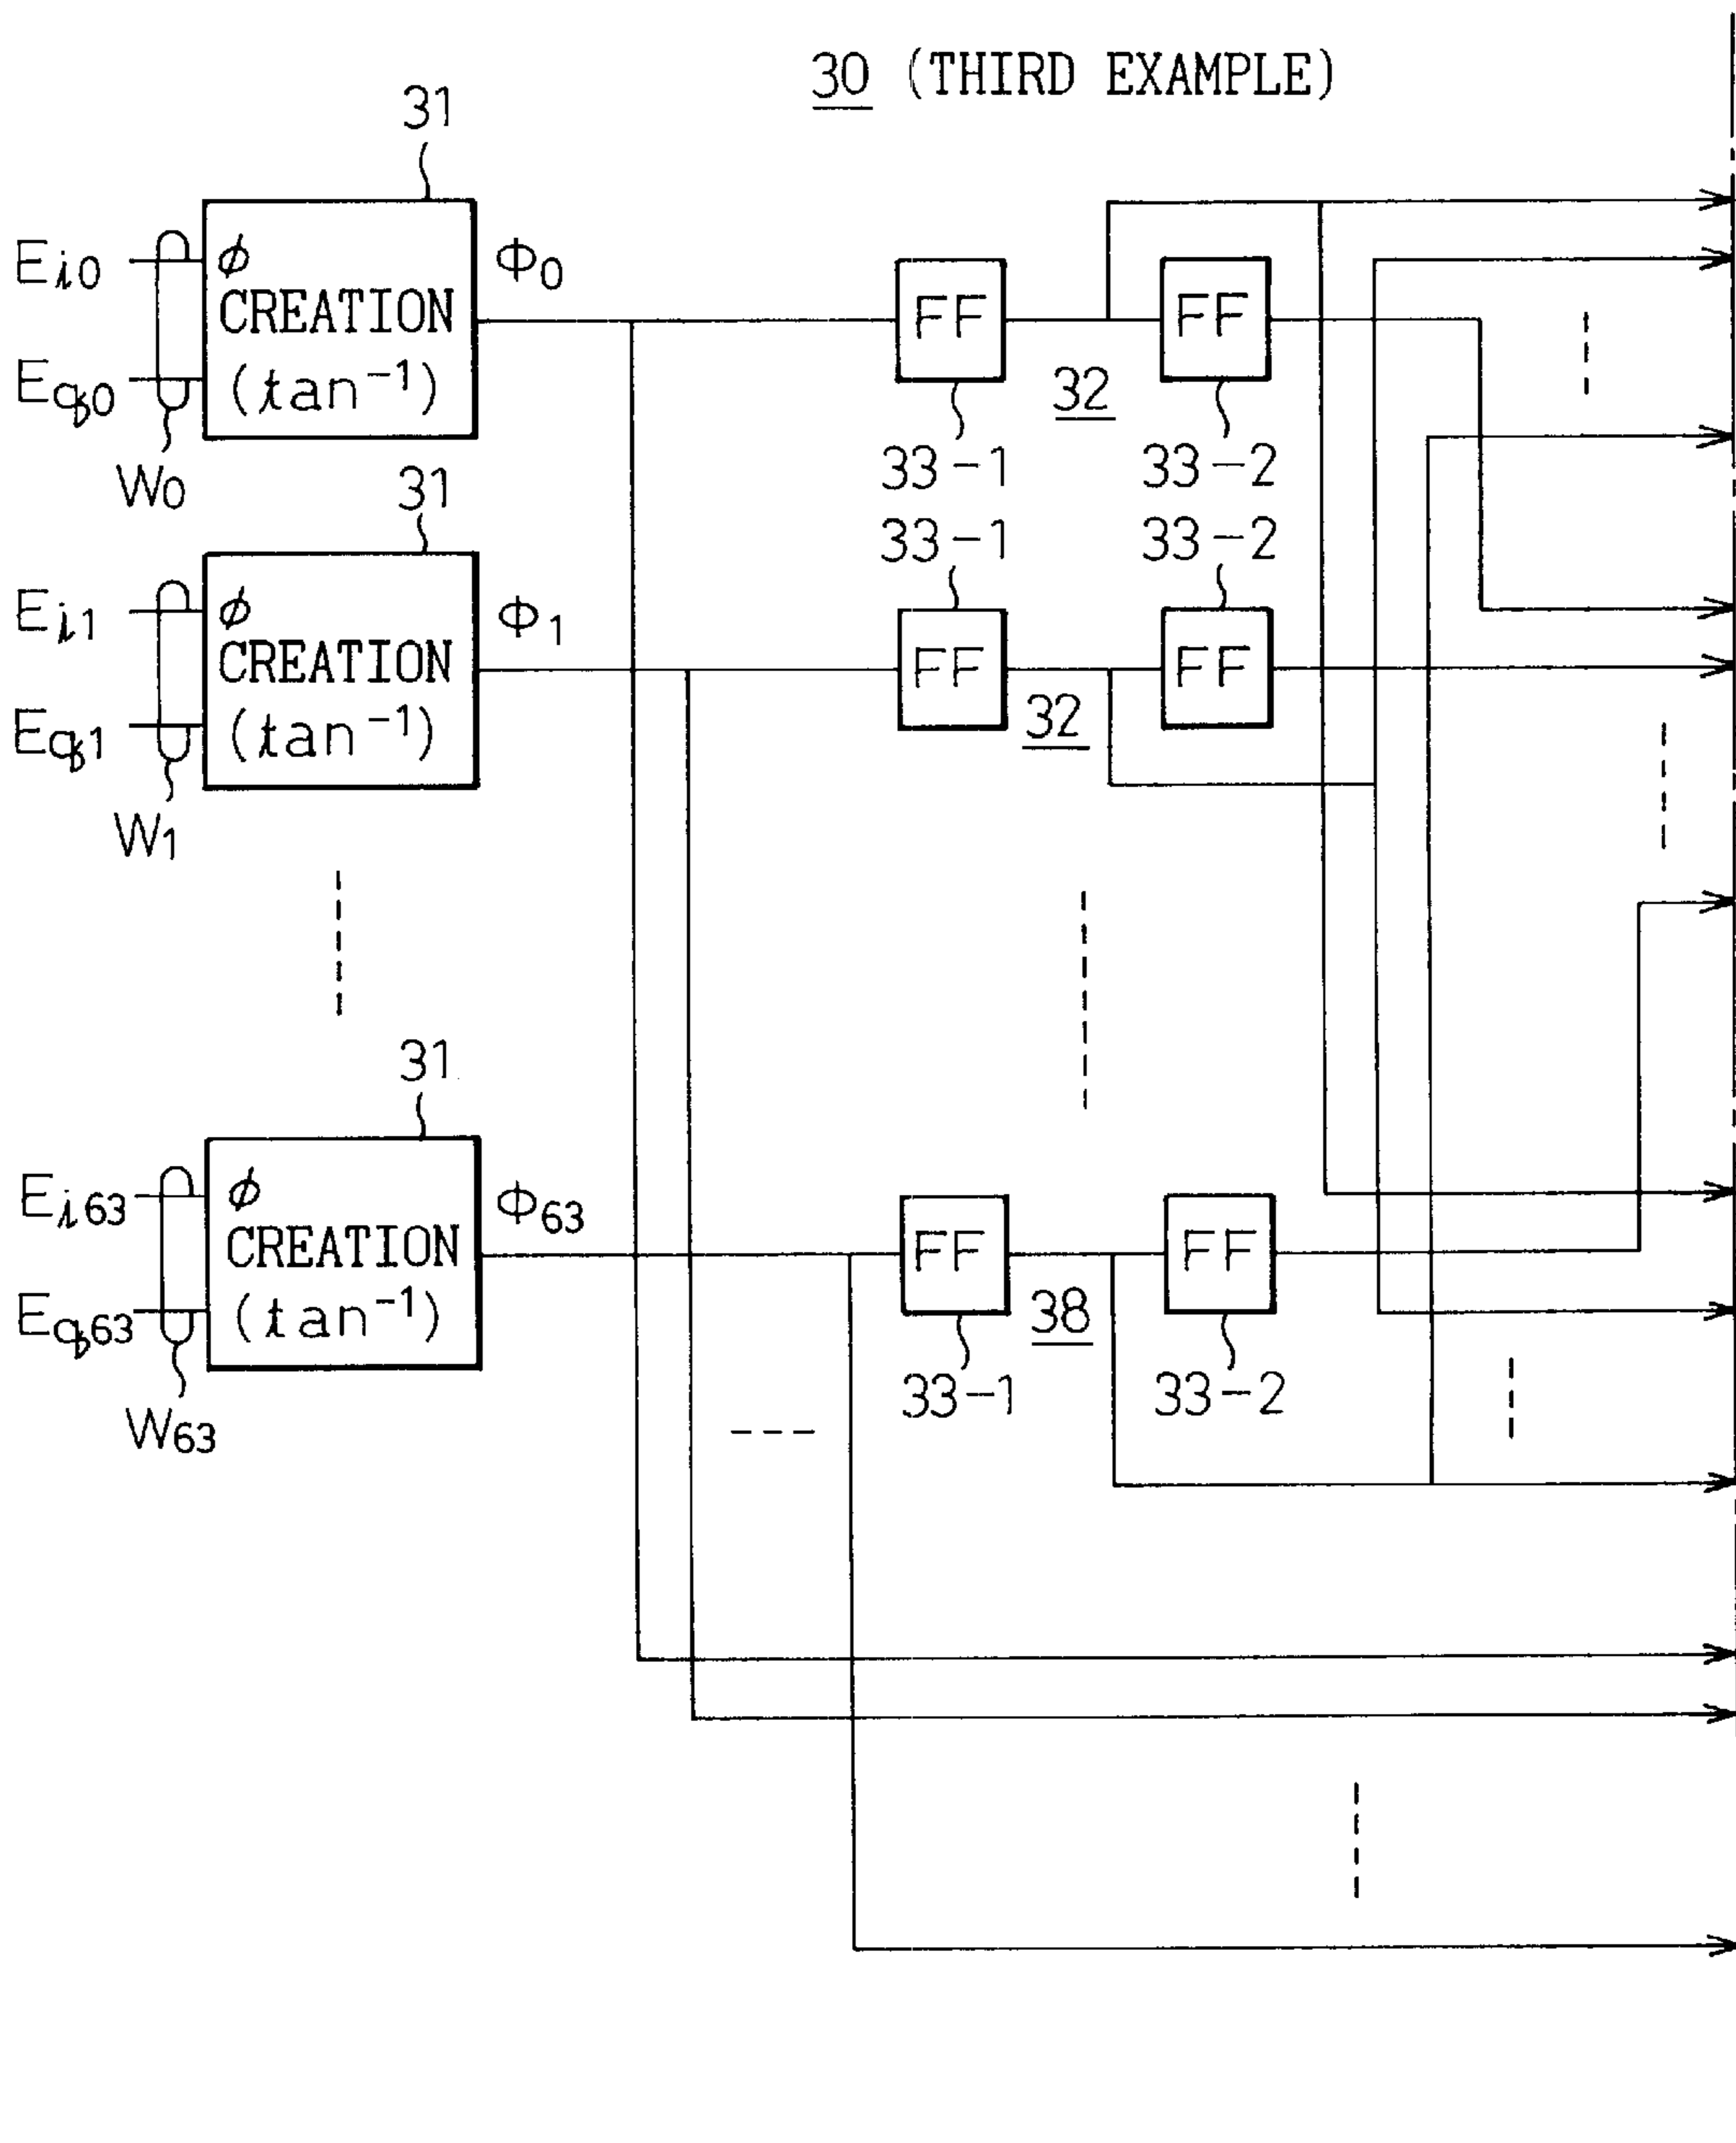 30 (THIRD EXAMPLE)
31
Ei0
Eq0
W0
φ
CREATION
(tan⁻¹)
Φ0
FF
FF
32
33-1
33-2
31
Ei1
Eq1
W1
φ
CREATION
(tan⁻¹)
Φ1
33-1
33-2
FF
FF
32
31
Ei63
Eq63
W63
φ
CREATION
(tan⁻¹)
Φ63
FF
FF
38
33-1
33-2